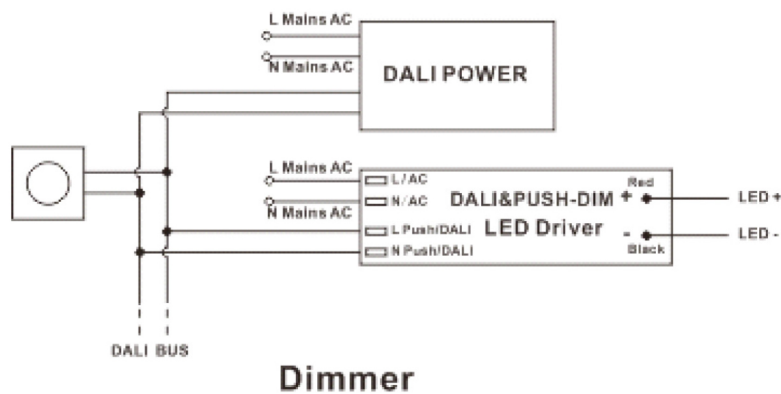 L Mains AC
N Mains AC
DALI POWER
L Mains AC
N Mains AC
L/AC
N/AC
L Push/DALI
N Push/DALI
DALI&PUSH-DIM
LED Driver
Red
+
-
Black
LED +
LED -
DALI BUS
Dimmer